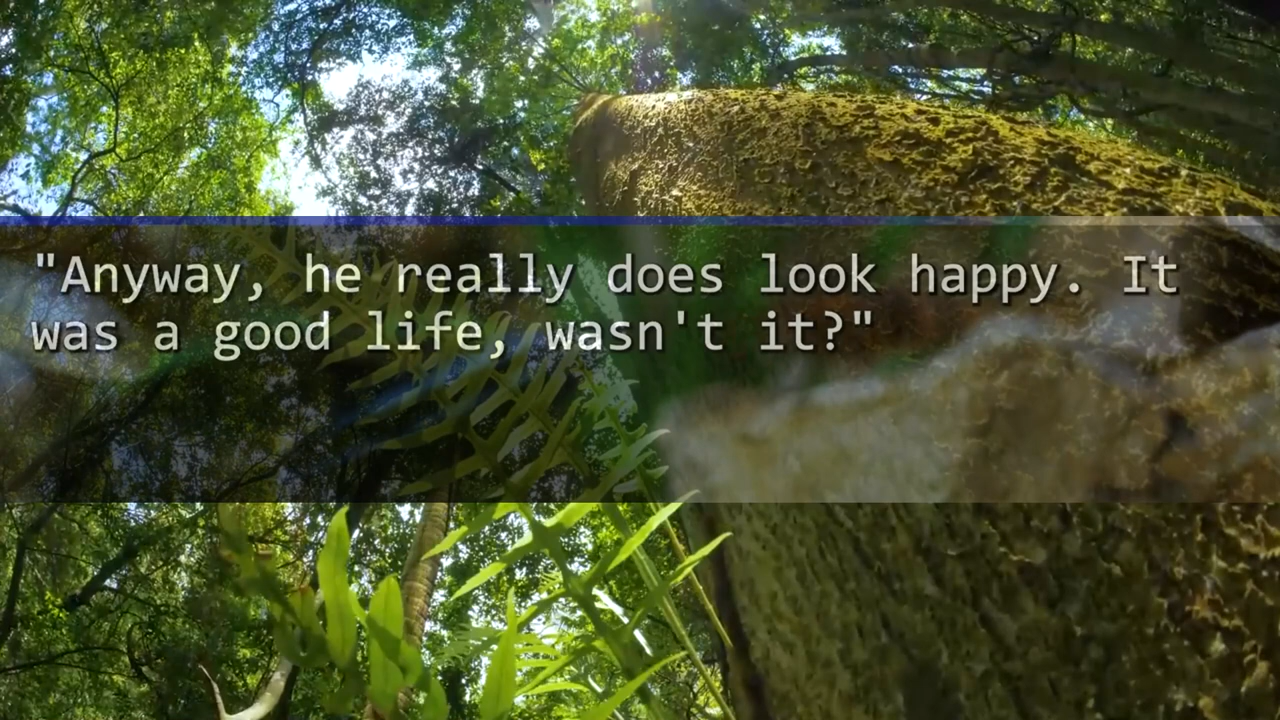 "Anyway, he really does look happy. It
was a good life, wasn't it?"